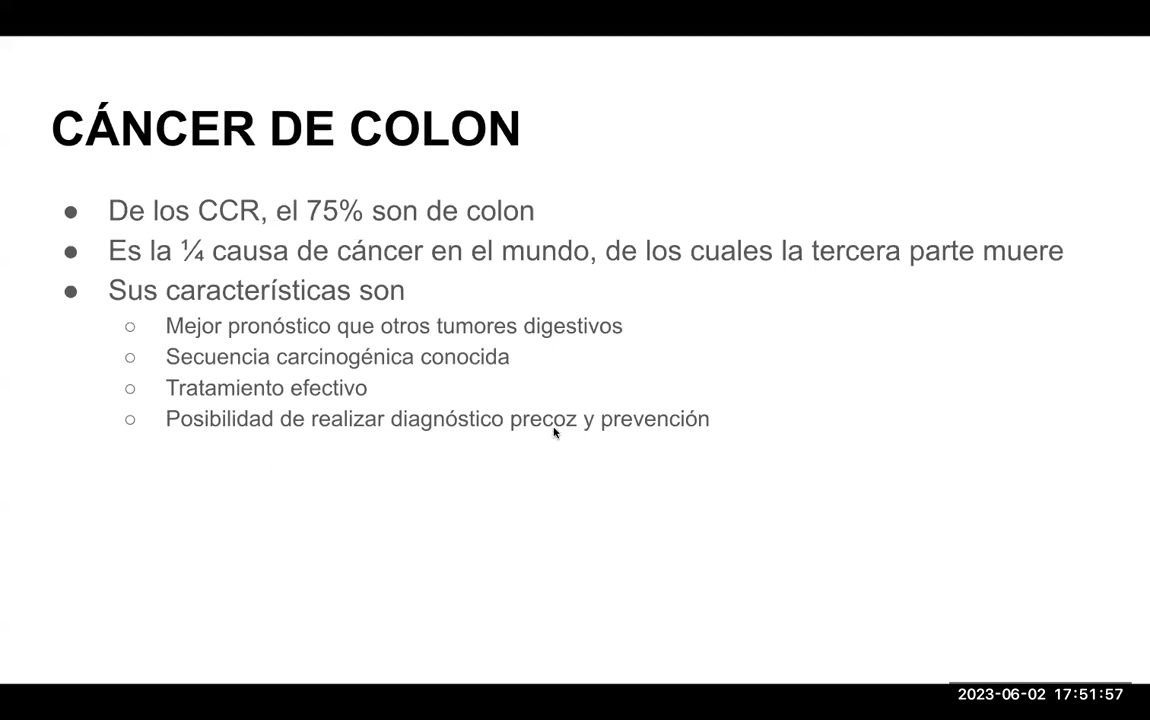 CÁNCER DE COLON
● De los CCR, el 75% son de colon
● Es la ¼ causa de cáncer en el mundo, de los cuales la tercera parte muere
● Sus características son
○ Mejor pronóstico que otros tumores digestivos
○ Secuencia carcinogénica conocida
○ Tratamiento efectivo
○ Posibilidad de realizar diagnóstico precoz y prevención
2023-06-02 17:51:57